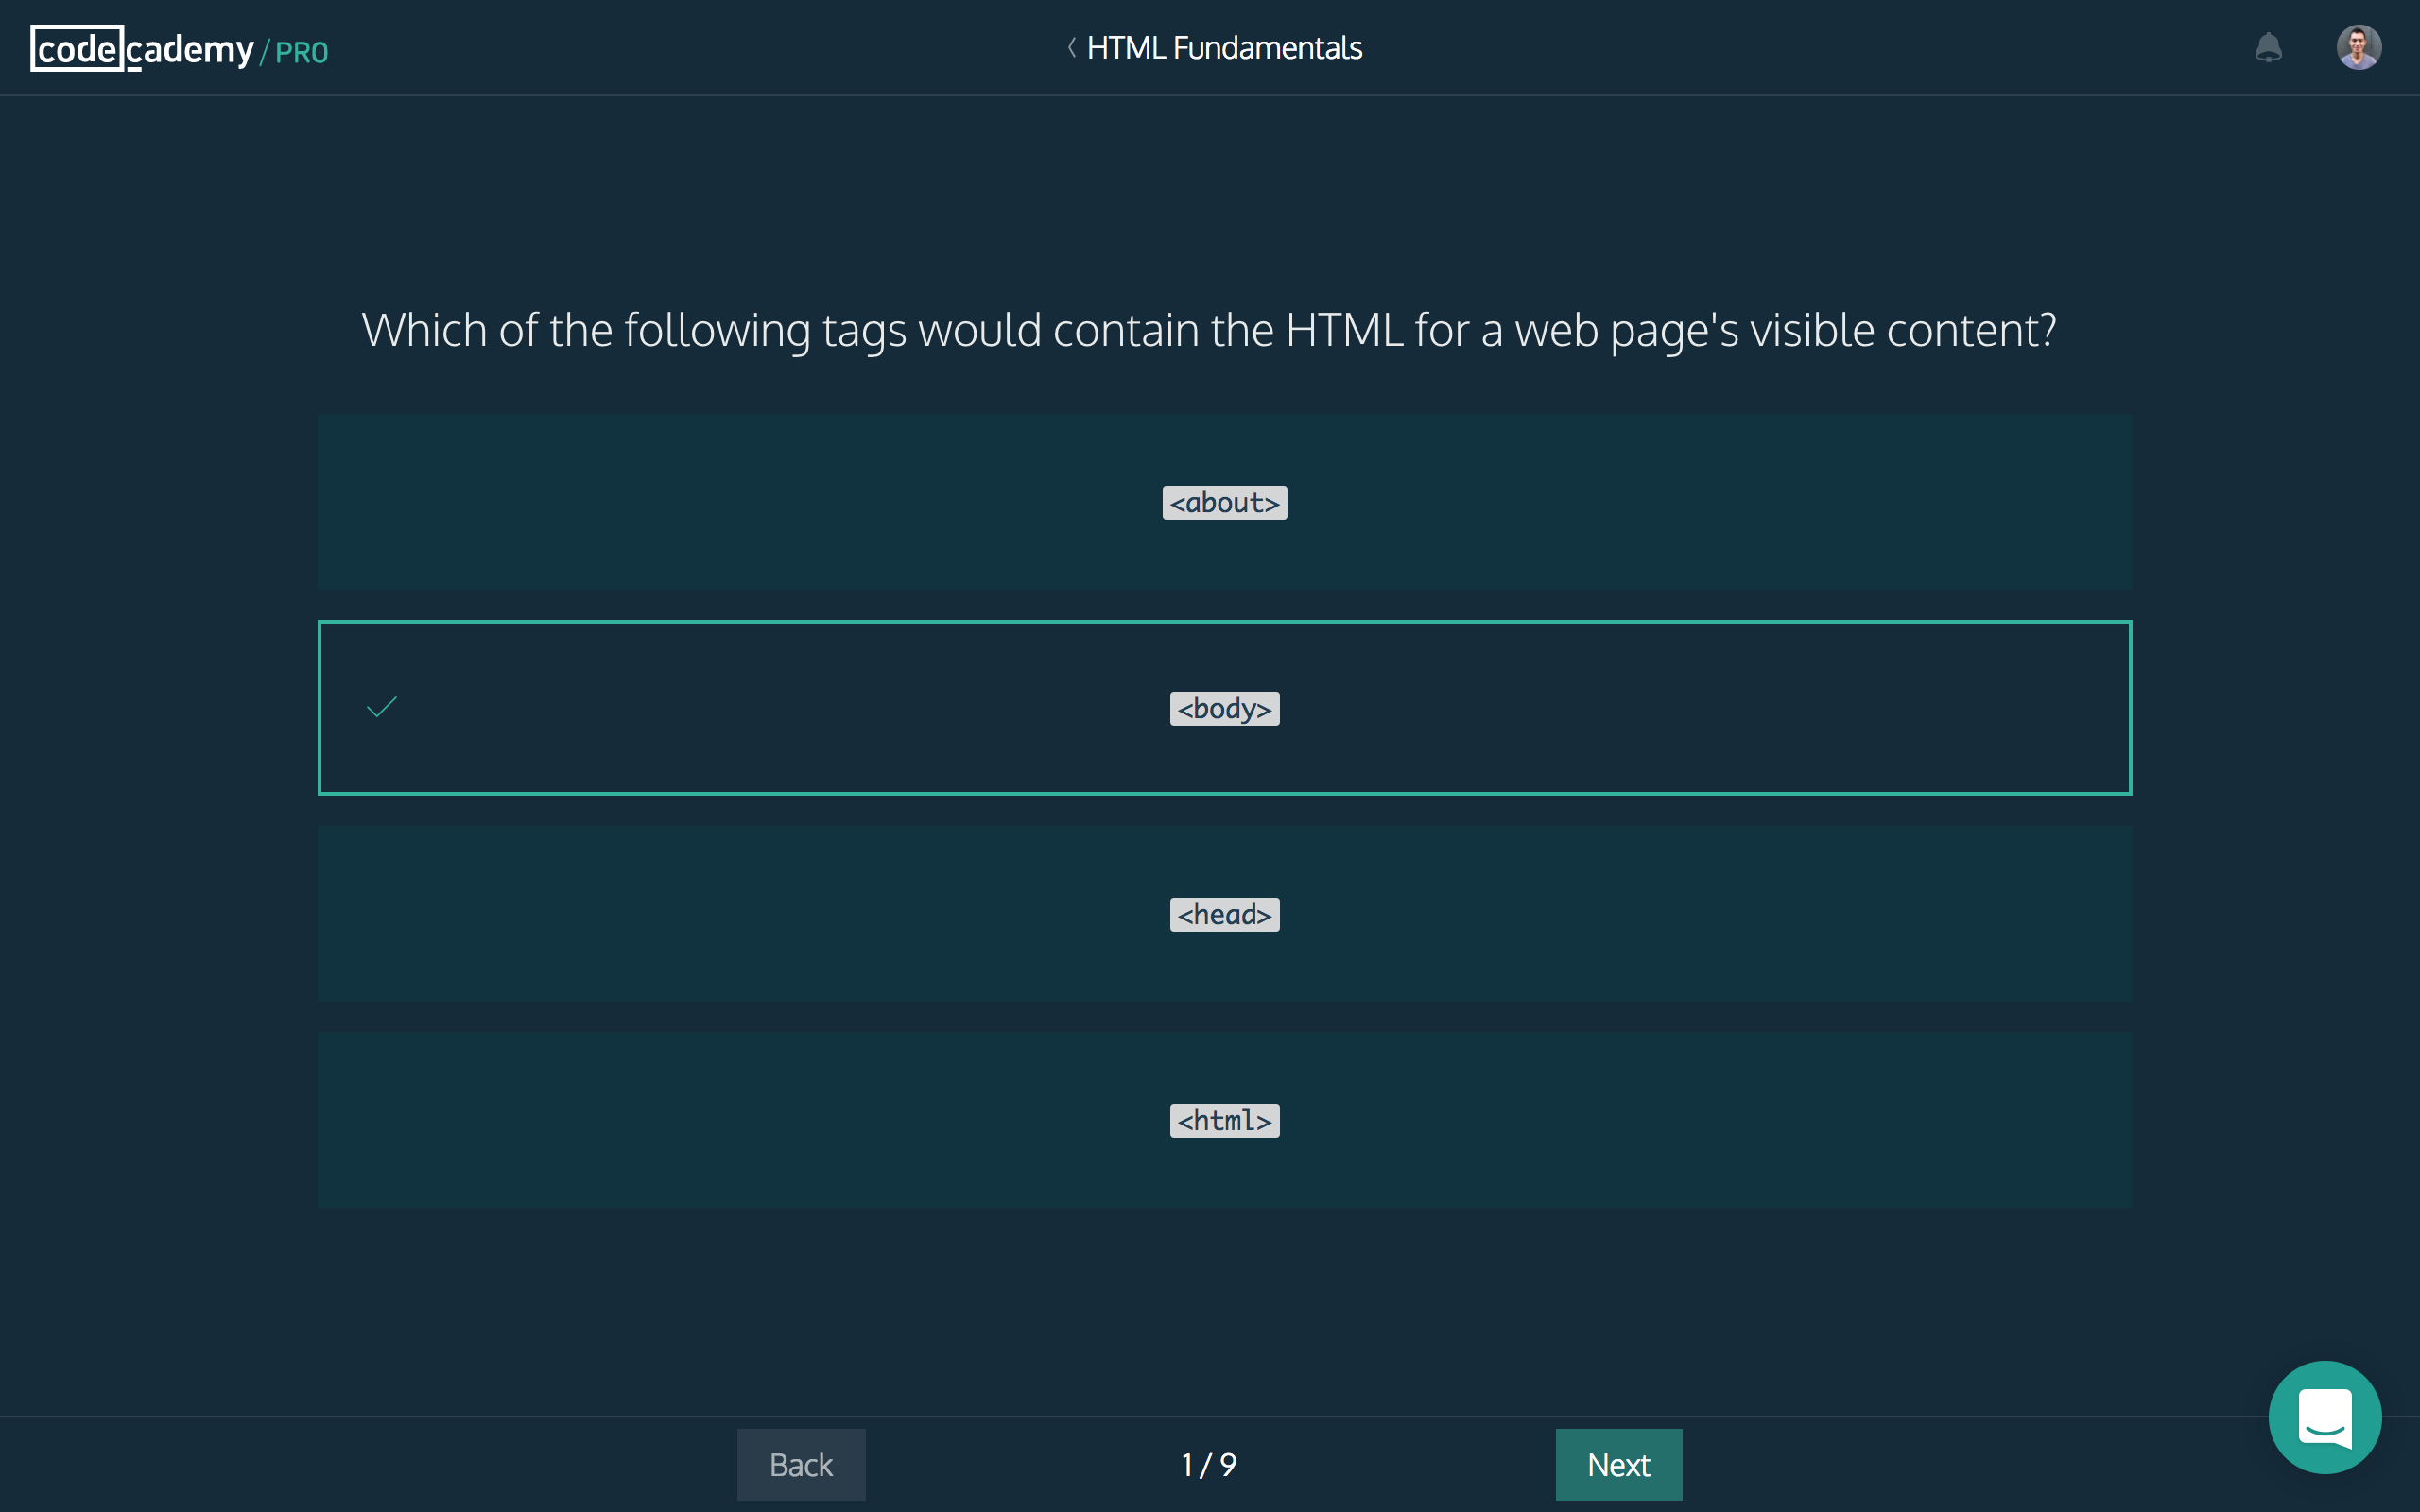 codecademy/PRO
HTML Fundamentals
Which of the following tags would contain the HTML for a web page's visible content?
<about>
<body>
<head>
<html>
Back
1 / 9
Next